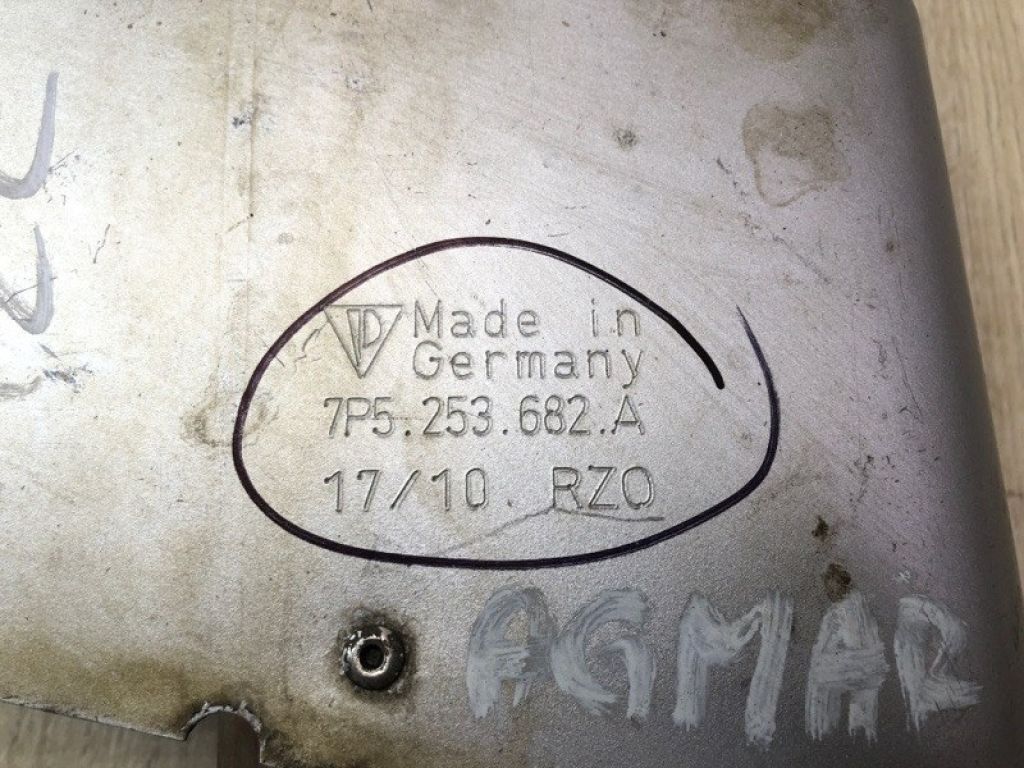 Made in
Germany
7P5.253.682.A
17/10 RZO
AGMAR